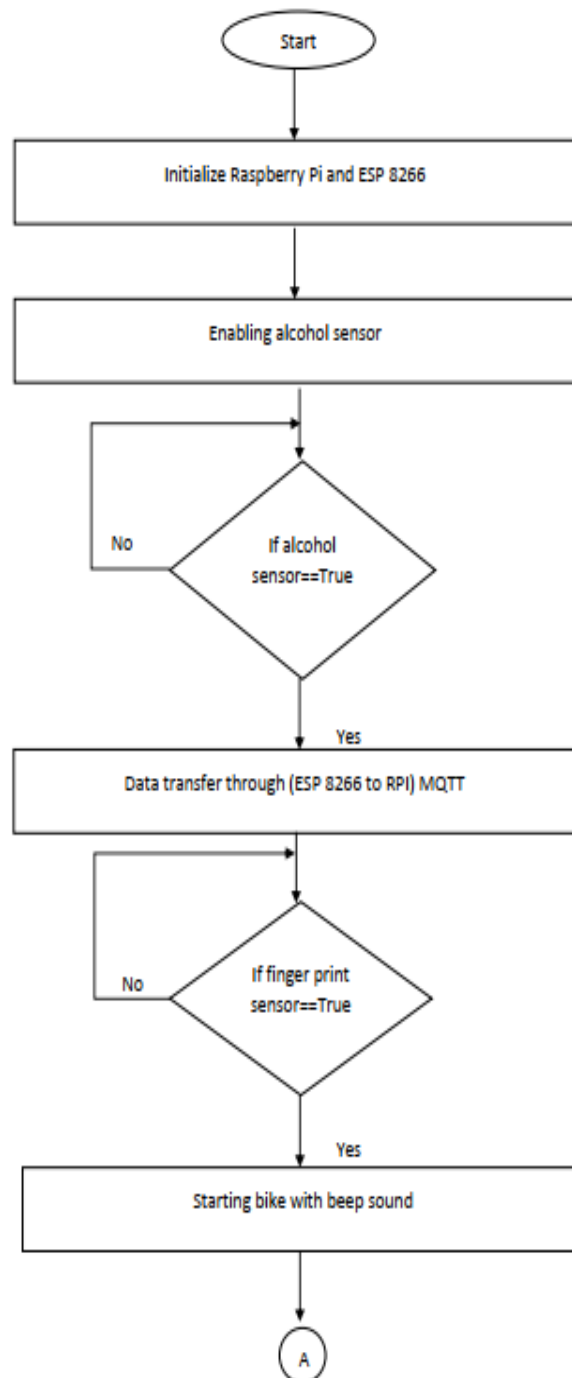 Start
Initialize Raspberry Pi and ESP 8266
Enabling alcohol sensor
If alcohol
sensor==True
No
Yes
Data transfer through (ESP 8266 to RPI) MQTT
If finger print
sensor==True
No
Yes
Starting bike with beep sound
A